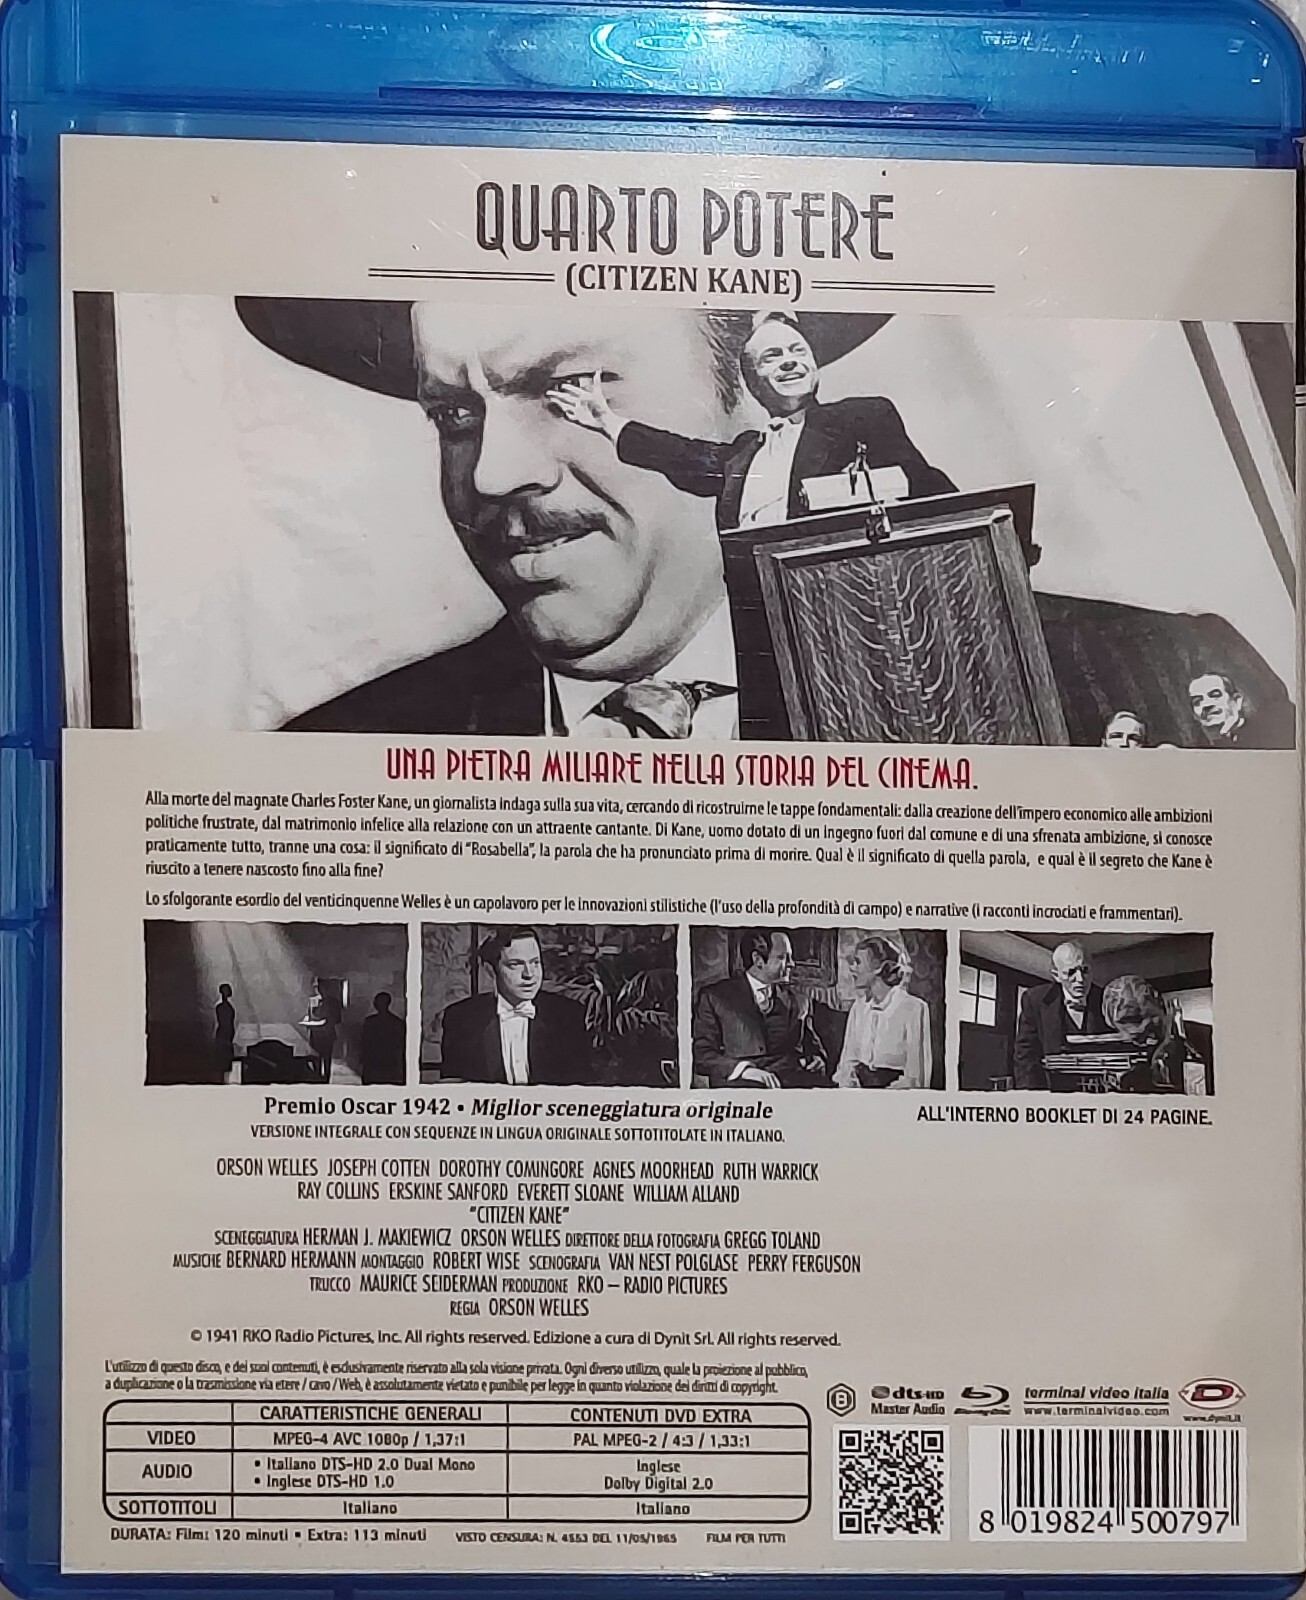 QUARTO POTERE
(CITIZEN KANE)
UNA PIETRA MILIARE NELLA STORIA DEL CINEMA.
Alla morte del magnate Charles Foster Kane, un giornalista indaga sulla sua vita, cercando di ricostruirne le tappe fondamentali: dalla creazione dell'impero economico alle ambizioni
politiche frustrate, dal matrimonio infelice alla relazione con un attraente cantante. Di Kane, uomo dotato di un ingegno fuori dal comune e di una sfrenata ambizione, si conosce
praticamente tutto, tranne una cosa: il significato di "Rosabella", la parola che ha pronunciato prima di morire. Qual è il significato di quella parola, e qual è il segreto che Kane è
riuscito a tenere nascosto fino alla fine?
Lo sfolgorante esordio del venticinquenne Welles è un capolavoro per le innovazioni stilistiche (l'uso della profondità di campo) e narrative (i racconti incrociati e frammentari).
Premio Oscar 1942 • Miglior sceneggiatura originale
ALL'INTERNO BOOKLET DI 24 PAGINE.
VERSIONE INTEGRALE CON SEQUENZE IN LINGUA ORIGINALE SOTTOTITOLATE IN ITALIANO.
ORSON WELLES JOSEPH COTTEN DOROTHY COMINGORE AGNES MOORHEAD RUTH WARRICK
RAY COLLINS ERSKINE SANFORD EVERETT SLOANE WILLIAM ALLAND
"CITIZEN KANE"
SCENEGGIATURA HERMAN J. MAKIEWICZ ORSON WELLES DIRETTORE DELLA FOTOGRAFIA GREGG TOLAND
MUSICHE BERNARD HERMANN MONTAGGIO ROBERT WISE SCENOGRAFIA VAN NEST POLGLASE PERRY FERGUSON
TRUCCO MAURICE SEIDERMAN PRODUZIONE RKO – RADIO PICTURES
REGIA ORSON WELLES
© 1941 RKO Radio Pictures, Inc. All rights reserved. Edizione a cura di Dynit Srl. All rights reserved.
L'utilizzo di questo disco, e dei suoi contenuti, è esclusivamente riservato alla sola visione privata. Ogni diverso utilizzo, quale la proiezione al pubblico,
a duplicazione o la trasmissione via etere / cavo / Web, è assolutamente vietato e punibile per legge in quanto violazione dei diritti di copyright.
B
dts-HD
Master Audio
Blu-ray Disc
terminal video italia
www.terminalvideo.com
D
www.dynit.it
CARATTERISTICHE GENERALI CONTENUTI DVD EXTRA
VIDEO MPEG-4 AVC 1080p / 1,37:1 PAL MPEG-2 / 4:3 / 1,33:1
AUDIO • Italiano DTS-HD 2.0 Dual Mono Inglese
• Inglese DTS-HD 1.0 Dolby Digital 2.0
SOTTOTITOLI Italiano Italiano
DURATA: Film: 120 minuti • Extra: 113 minuti VISTO CENSURA: N. 4553 DEL 11/05/1965 FILM PER TUTTI
8 019824 500797